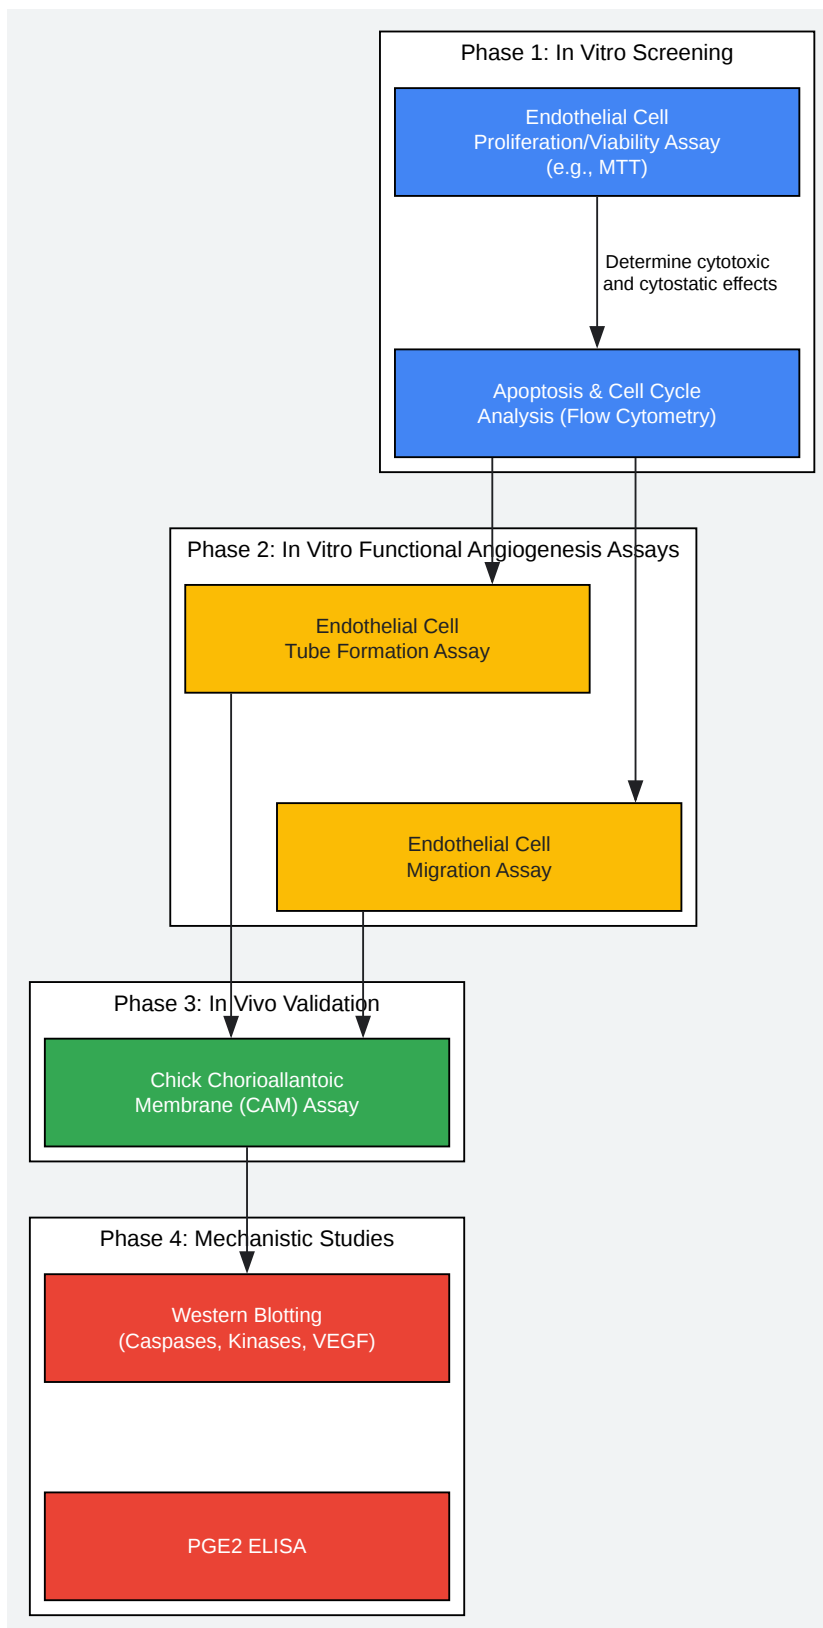 Phase 1: In Vitro Screening
Endothelial Cell
Proliferation/Viability Assay
(e.g., MTT)
Determine cytotoxic
and cytostatic effects
Apoptosis & Cell Cycle
Analysis (Flow Cytometry)
Phase 2: In Vitro Functional Angiogenesis Assays
Endothelial Cell
Tube Formation Assay
Endothelial Cell
Migration Assay
Phase 3: In Vivo Validation
Chick Chorioallantoic
Membrane (CAM) Assay
Phase 4: Mechanistic Studies
Western Blotting
(Caspases, Kinases, VEGF)
PGE2 ELISA